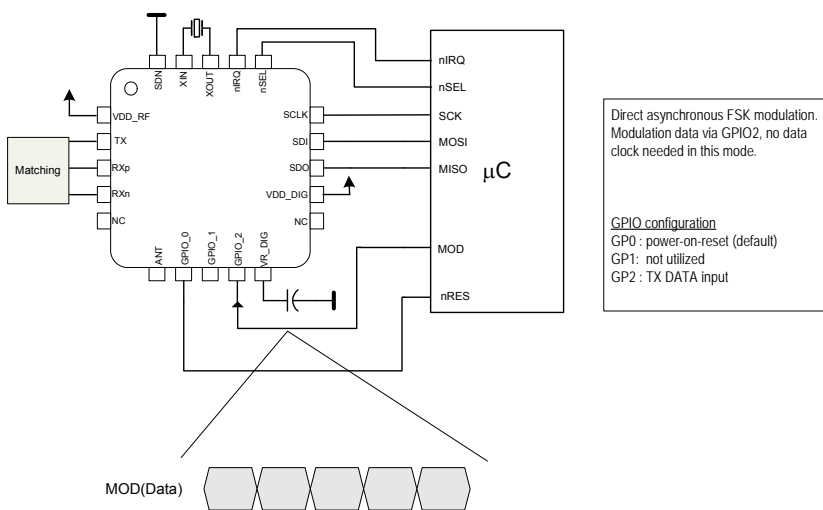 SDN
XIN
XOUT
nIRQ
nSEL
VDD_RF
TX
RXp
RXn
NC
SCLK
SDI
SDO
VDD_DIG
NC
ANT
GPIO_0
GPIO_1
GPIO_2
VR_DIG
Matching
nIRQ
nSEL
SCK
MOSI
MISO
μC
MOD
nRES
Direct asynchronous FSK modulation.
Modulation data via GPIO2, no data
clock needed in this mode.
GPIO configuration
GP0 : power-on-reset (default)
GP1: not utilized
GP2 : TX DATA input
MOD(Data)